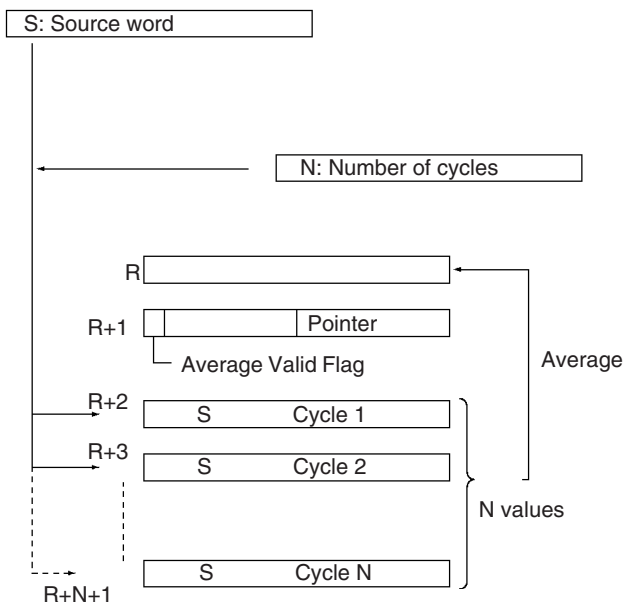 S: Source word
N: Number of cycles
R
R+1 Pointer
Average Valid Flag
Average
R+2 S Cycle 1
R+3 S Cycle 2
N values
S Cycle N
R+N+1